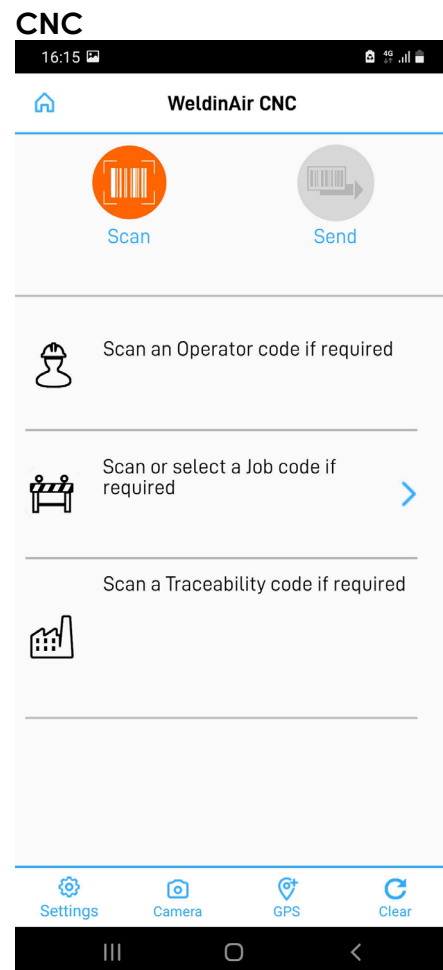 CNC
16:15
4G
WeldinAir CNC
Scan
Send
Scan an Operator code if required
Scan or select a Job code if
required
Scan a Traceability code if required
Settings
Camera
GPS
Clear